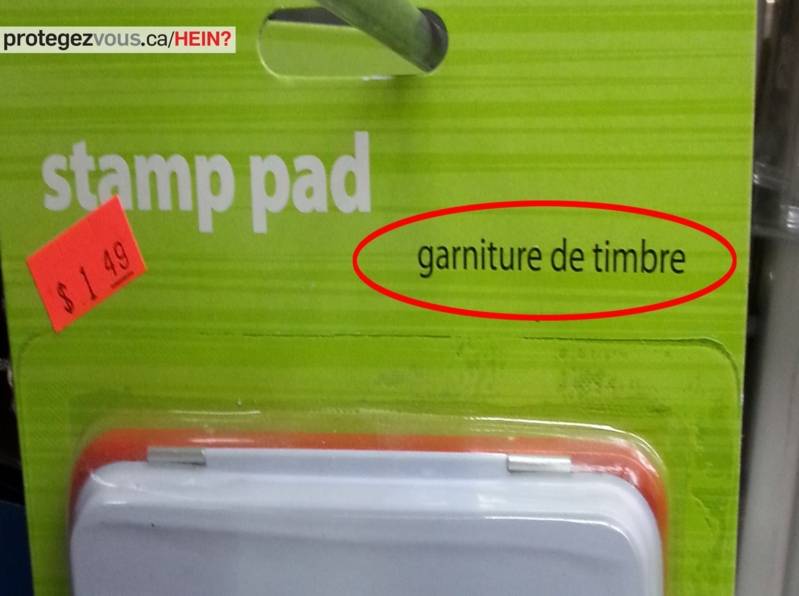 protegezvous.ca/HEIN?
stamp pad
garniture de timbre
$ 1 49